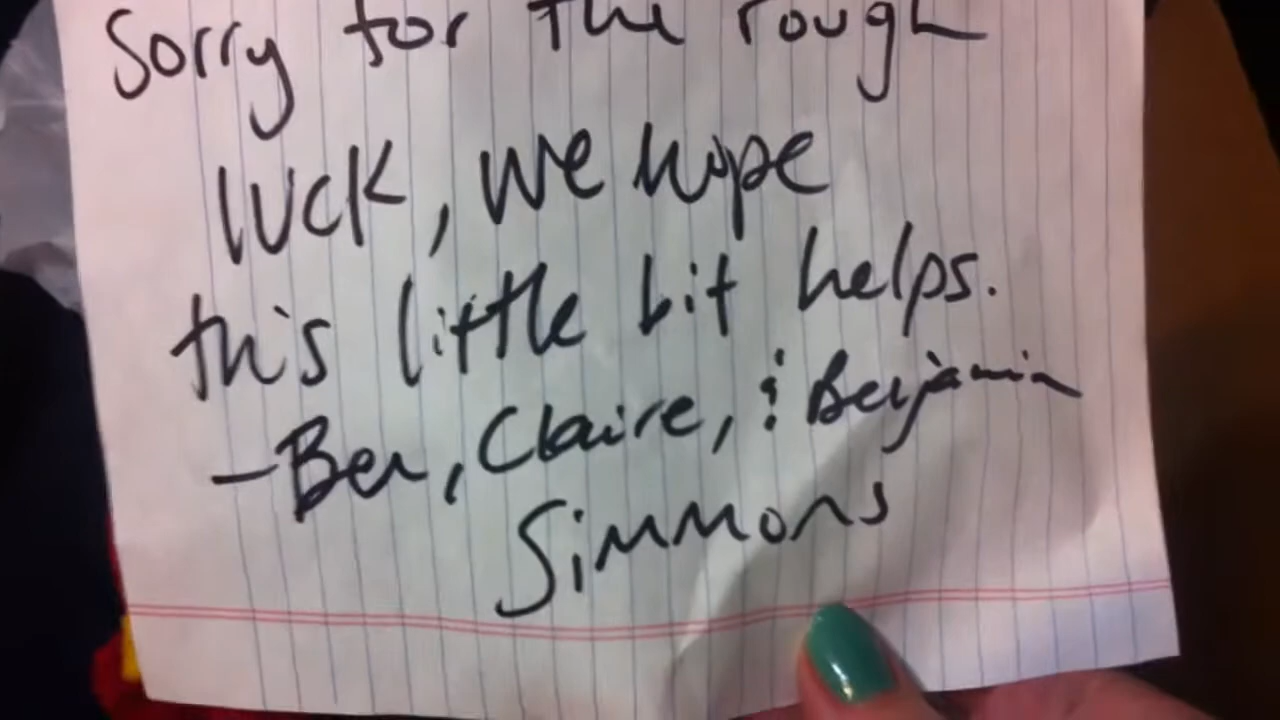 Sorry for the rough
luck, we hope
this little bit helps.
-Ben, Claire, & Benjamin
Simmons